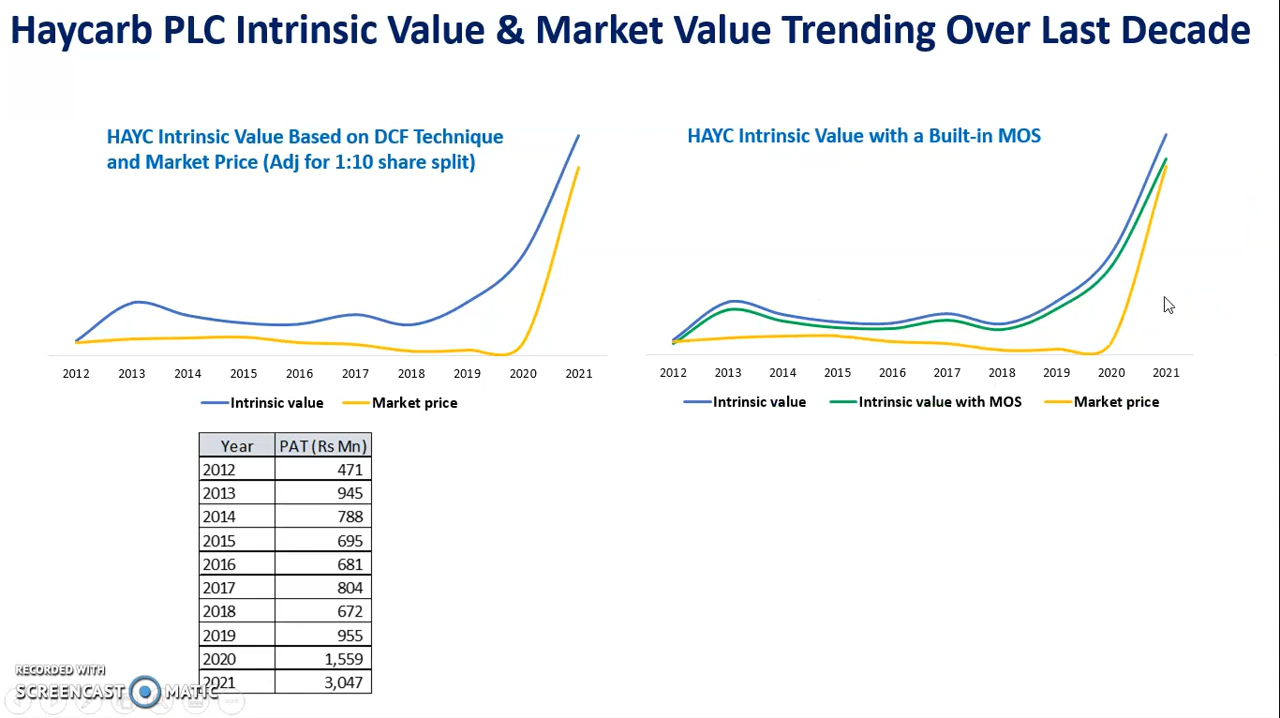 Haycarb PLC Intrinsic Value & Market Value Trending Over Last Decade
HAYC Intrinsic Value Based on DCF Technique
and Market Price (Adj for 1:10 share split)
2012 2013 2014 2015 2016 2017 2018 2019 2020 2021
Intrinsic value Market price
HAYC Intrinsic Value with a Built-in MOS
2012 2013 2014 2015 2016 2017 2018 2019 2020 2021
Intrinsic value Intrinsic value with MOS Market price
Year PAT (Rs Mn)
2012 471
2013 945
2014 788
2015 695
2016 681
2017 804
2018 672
2019 955
2020 1,559
2021 3,047
RECORDED WITH
SCREENCAST MATIC